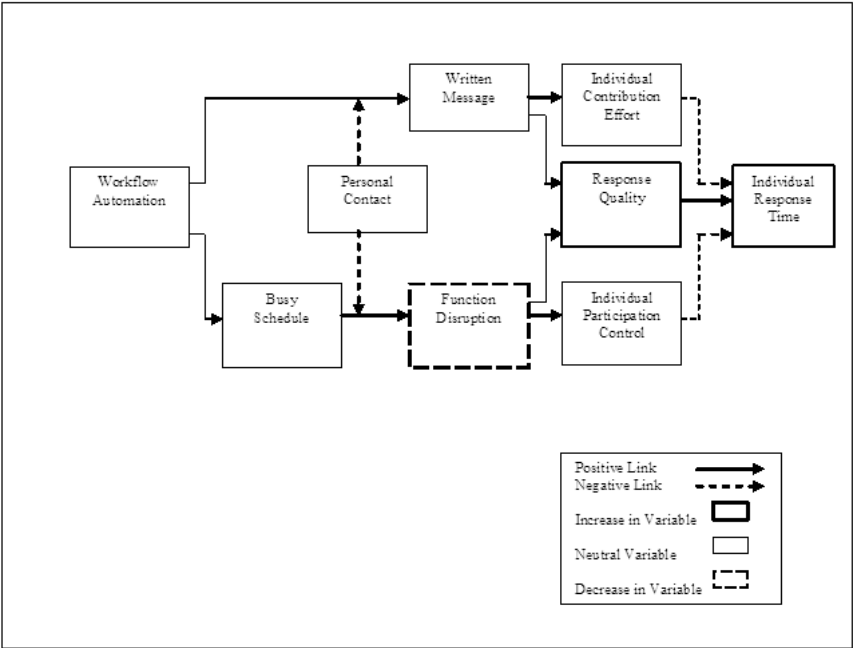 Written
Message
Individual
Contribution
Effort
Workflow
Automation
Personal
Contact
Response
Quality
Individual
Response
Time
Busy
Schedule
Function
Disruption
Individual
Participation
Control
Positive Link
Negative Link
Increase in Variable
Neutral Variable
Decrease in Variable